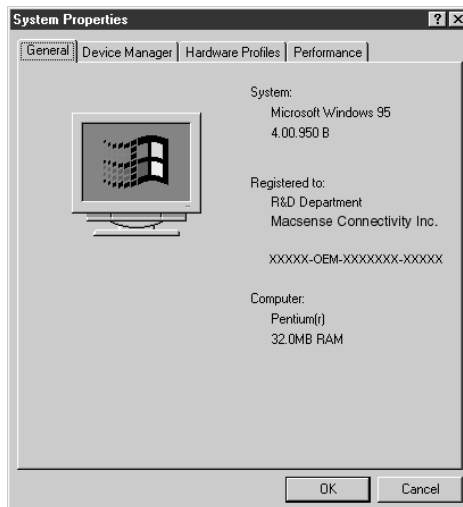 System Properties
General
Device Manager
Hardware Profiles
Performance
System:
Microsoft Windows 95
4.00.950 B
Registered to:
R&D Department
Macsense Connectivity Inc.
XXXXX-OEM-XXXXXXX-XXXXX
Computer:
Pentium(r)
32.0MB RAM
OK
Cancel